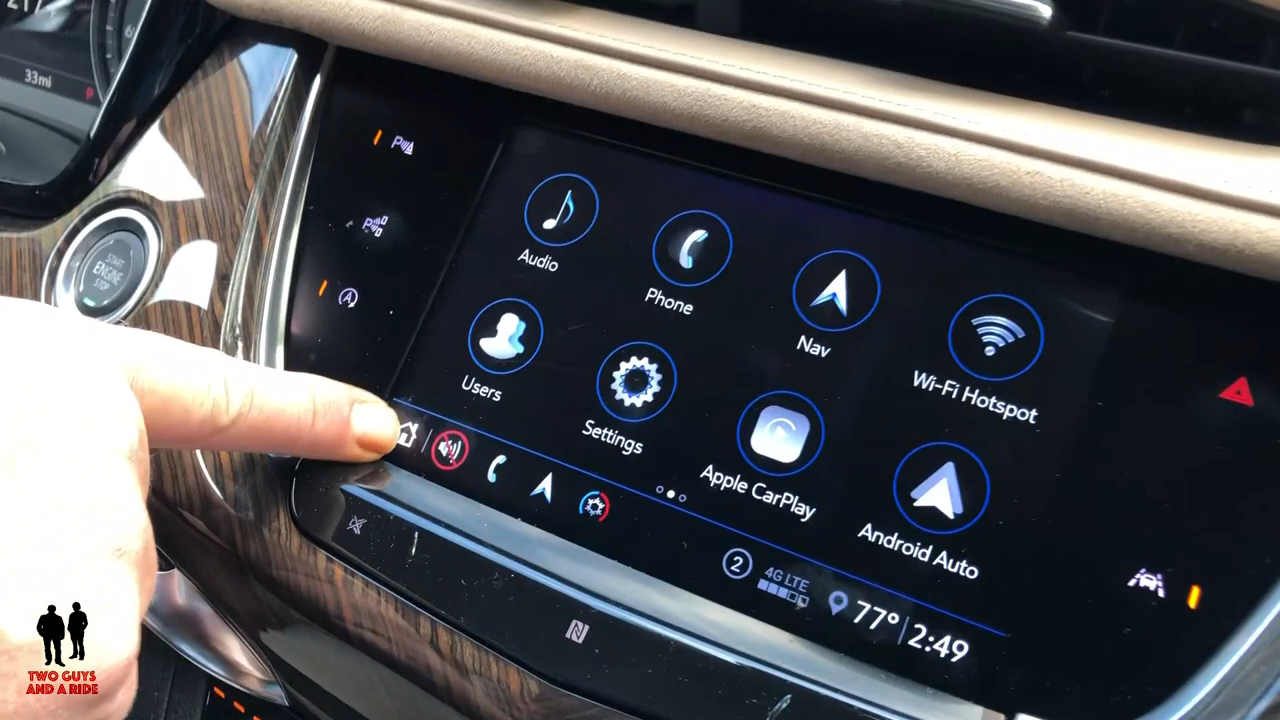 33mi
P
START
ENGINE
STOP
Audio
Phone
Nav
Wi-Fi Hotspot
Users
Settings
Apple CarPlay
Android Auto
2
4G LTE
77° 2:49
TWO GUYS
AND A RIDE